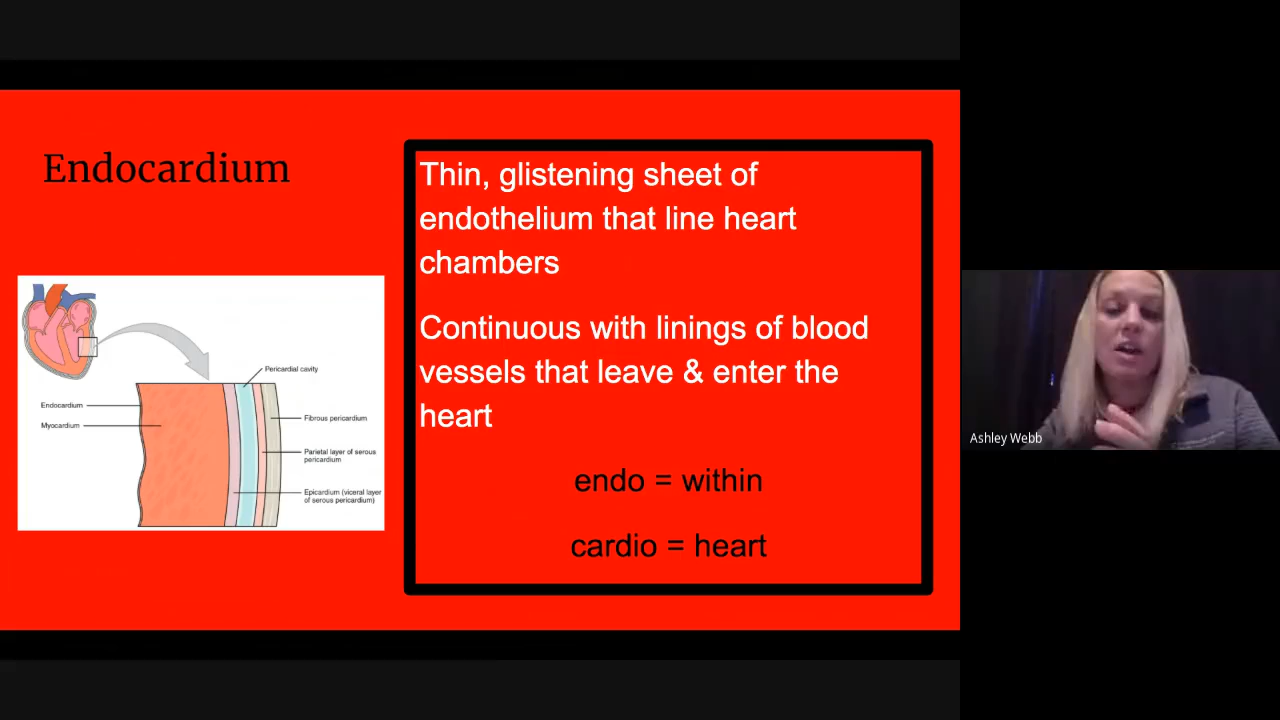 Endocardium
Thin, glistening sheet of
endothelium that line heart
chambers
Continuous with linings of blood
vessels that leave & enter the
heart
endo = within
cardio = heart
Pericardial cavity
Endocardium
Myocardium
Fibrous pericardium
Parietal layer of serous
pericardium
Epicardium (visceral layer
of serous pericardium)
Ashley Webb